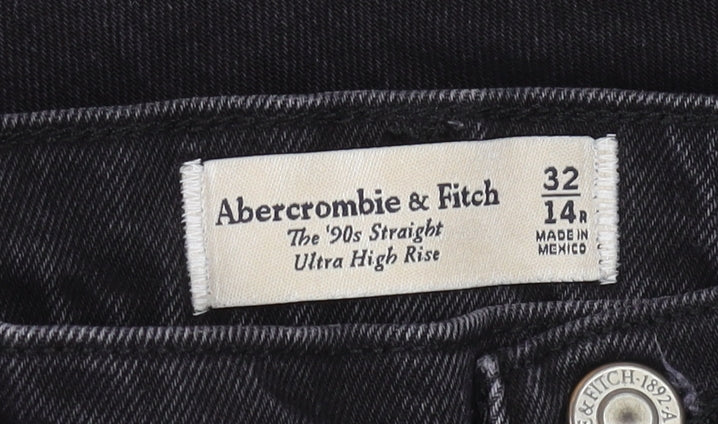 Abercrombie & Fitch
The '90s Straight
Ultra High Rise
32
14R
MADE IN
MEXICO
& FITCH · 1892 · A